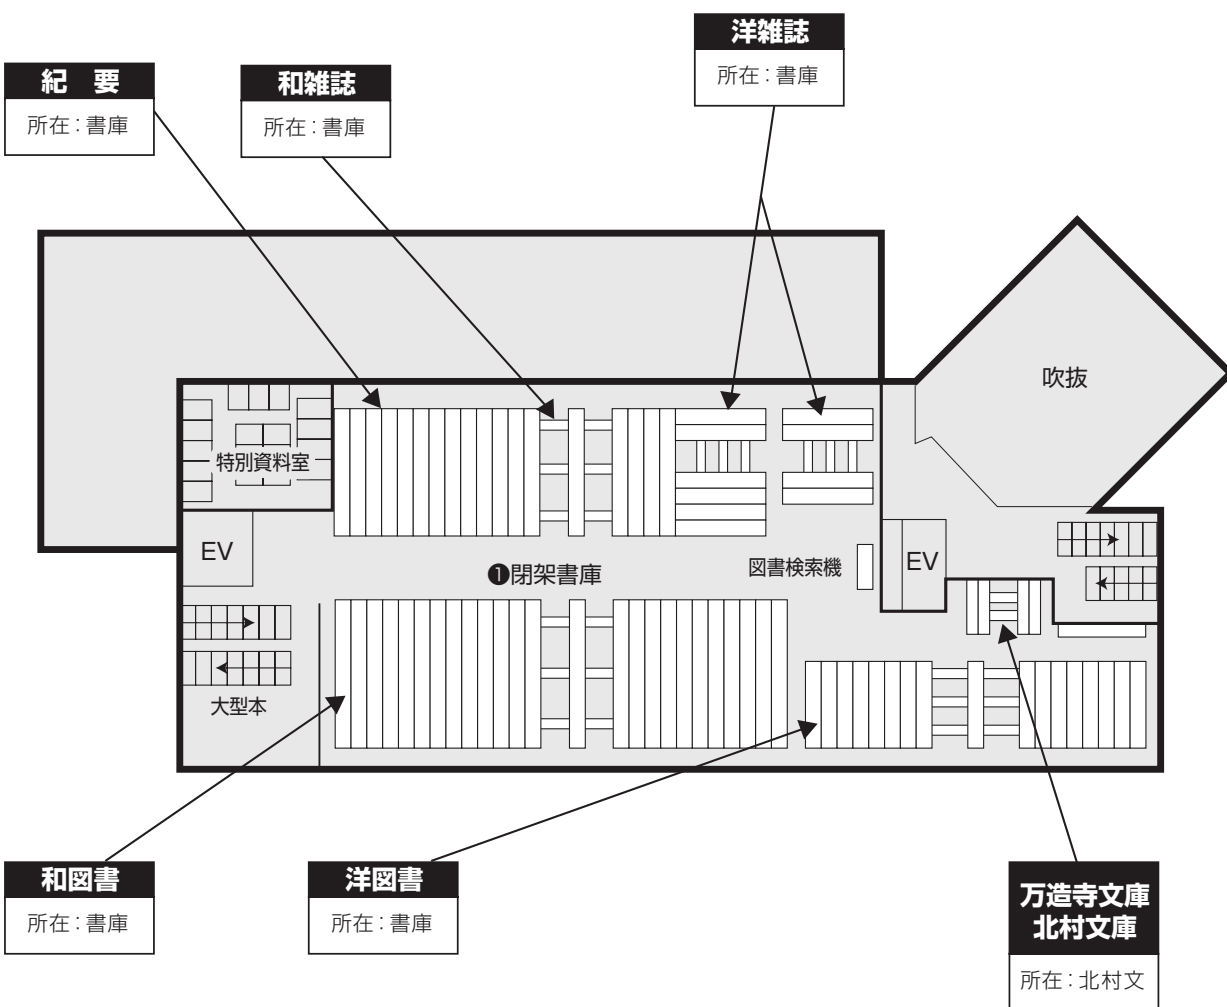 洋雑誌
所在：書庫
紀　要
所在：書庫
和雑誌
所在：書庫
吹抜
特別資料室
EV
❶閉架書庫
図書検索機
EV
大型本
和図書
所在：書庫
洋図書
所在：書庫
万造寺文庫
北村文庫
所在：北村文